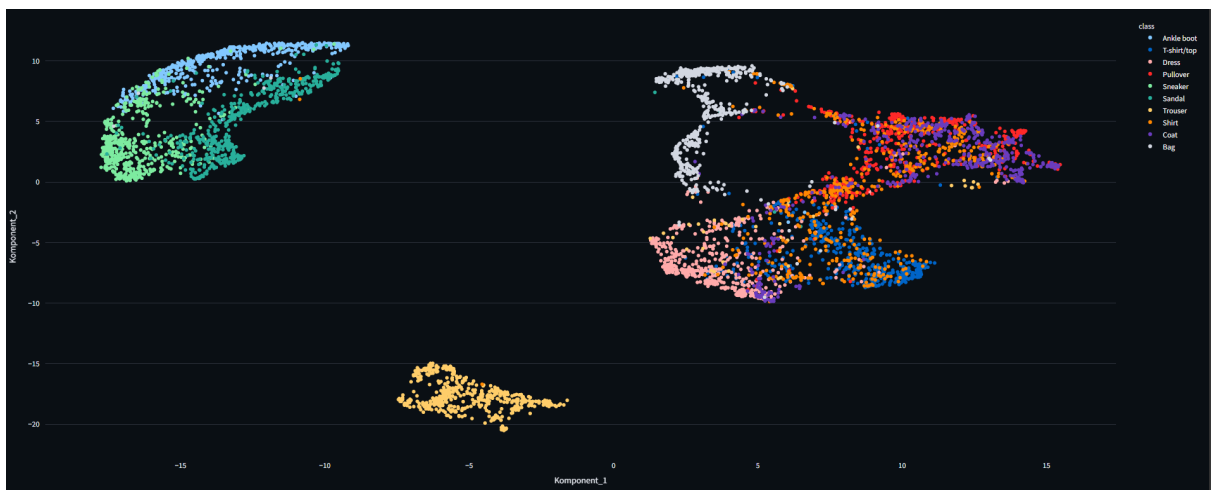 class
Ankle boot
T-shirt/top
Dress
Pullover
Sneaker
Sandal
Trouser
Shirt
Coat
Bag
10
5
0
−5
−10
−15
−20
Komponent_2
−15
−10
−5
0
5
10
15
Komponent_1